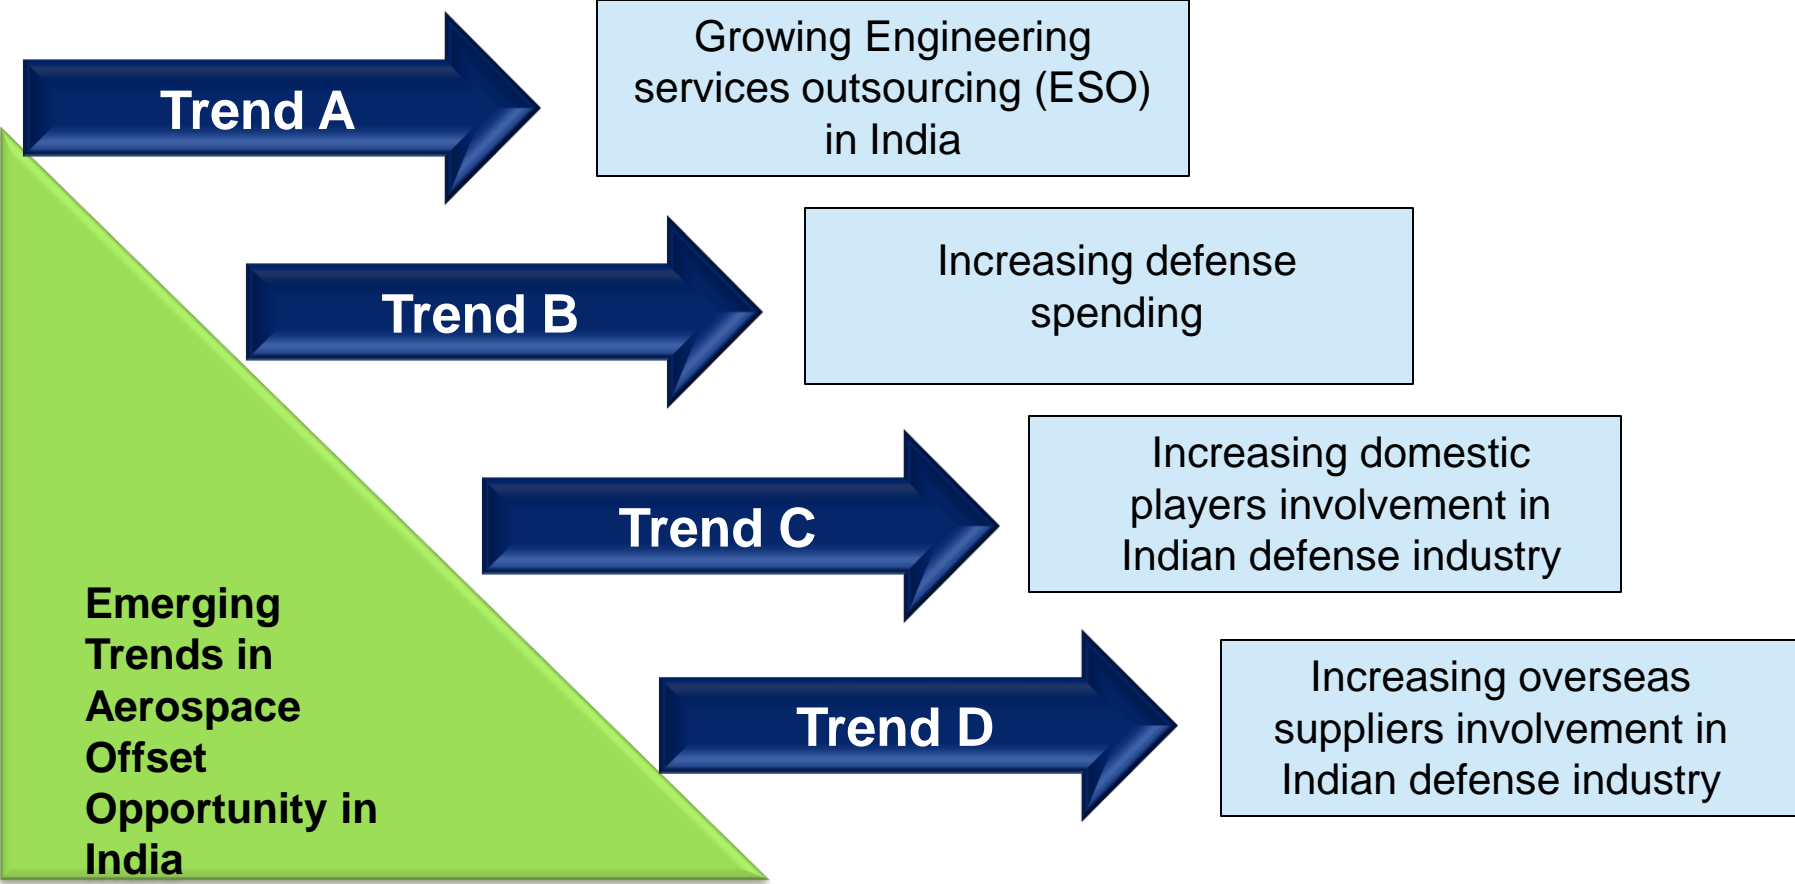 Trend A
Growing Engineering
services outsourcing (ESO)
in India
Trend B
Increasing defense
spending
Trend C
Increasing domestic
players involvement in
Indian defense industry
Trend D
Increasing overseas
suppliers involvement in
Indian defense industry
Emerging
Trends in
Aerospace
Offset
Opportunity in
India